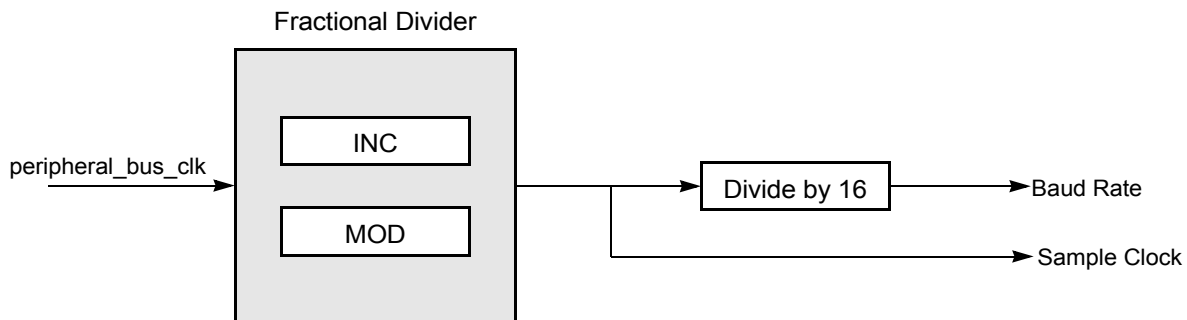 Fractional Divider
INC
peripheral_bus_clk
MOD
Divide by 16
Baud Rate
Sample Clock